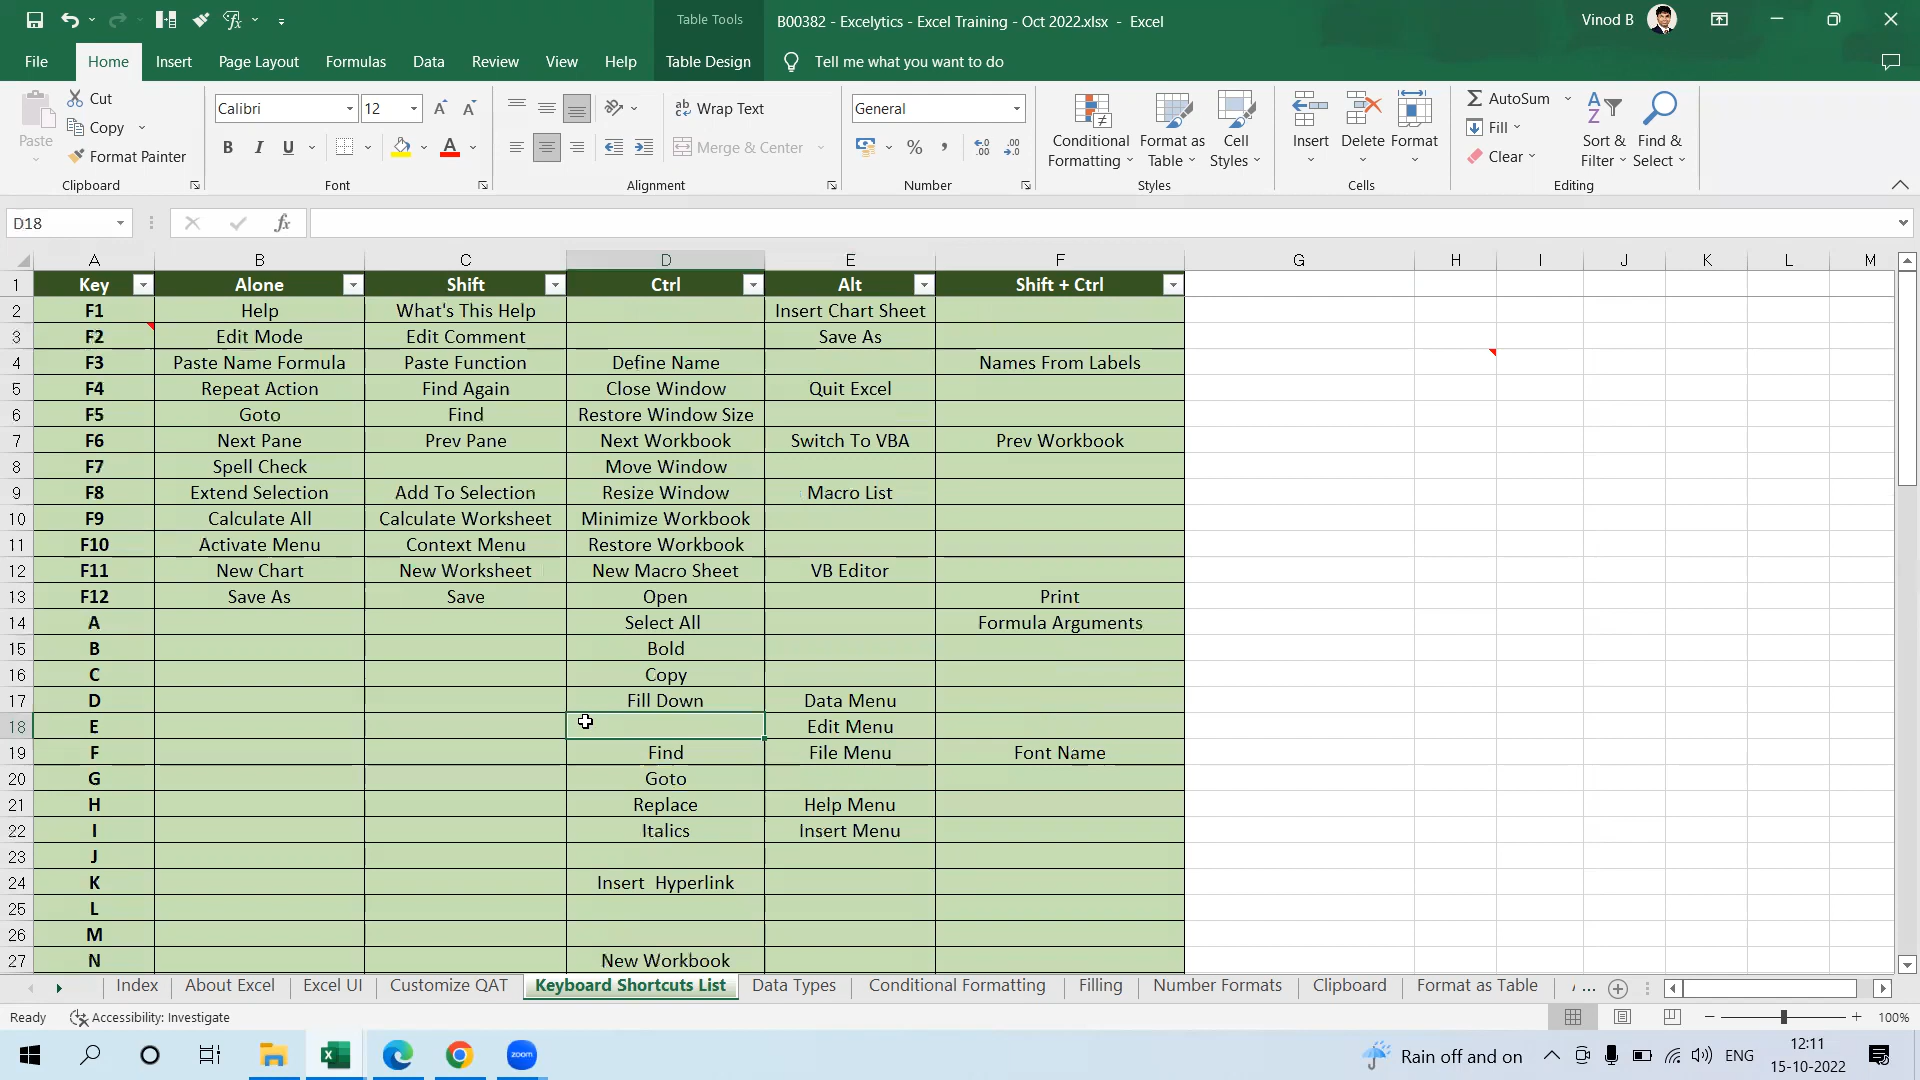 Table Tools
B00382 - Excelytics - Excel Training - Oct 2022.xlsx - Excel
Vinod B
File Home Insert Page Layout Formulas Data Review View Help Table Design Tell me what you want to do
Cut
Copy
Format Painter
Paste
Clipboard
Calibri 12
B I U
Font
Wrap Text
Merge & Center
Alignment
General
Number
Conditional Formatting
Format as Table
Cell Styles
Styles
Insert Delete Format
Cells
AutoSum
Fill
Clear
Sort & Filter
Find & Select
Editing
D18 fx
A B C D E F G H I J K L M
1 Key Alone Shift Ctrl Alt Shift + Ctrl
2 F1 Help What's This Help Insert Chart Sheet
3 F2 Edit Mode Edit Comment Save As
4 F3 Paste Name Formula Paste Function Define Name Names From Labels
5 F4 Repeat Action Find Again Close Window Quit Excel
6 F5 Goto Find Restore Window Size
7 F6 Next Pane Prev Pane Next Workbook Switch To VBA Prev Workbook
8 F7 Spell Check Move Window
9 F8 Extend Selection Add To Selection Resize Window Macro List
10 F9 Calculate All Calculate Worksheet Minimize Workbook
11 F10 Activate Menu Context Menu Restore Workbook
12 F11 New Chart New Worksheet New Macro Sheet VB Editor
13 F12 Save As Save Open Print
14 A Select All Formula Arguments
15 B Bold
16 C Copy
17 D Fill Down Data Menu
18 E Edit Menu
19 F Find File Menu Font Name
20 G Goto
21 H Replace Help Menu
22 I Italics Insert Menu
23 J
24 K Insert  Hyperlink
25 L
26 M
27 N New Workbook
Index About Excel Excel UI Customize QAT Keyboard Shortcuts List Data Types Conditional Formatting Filling Number Formats Clipboard Format as Table ...
Ready Accessibility: Investigate 100%
zoom
Rain off and on ENG 12:11
15-10-2022